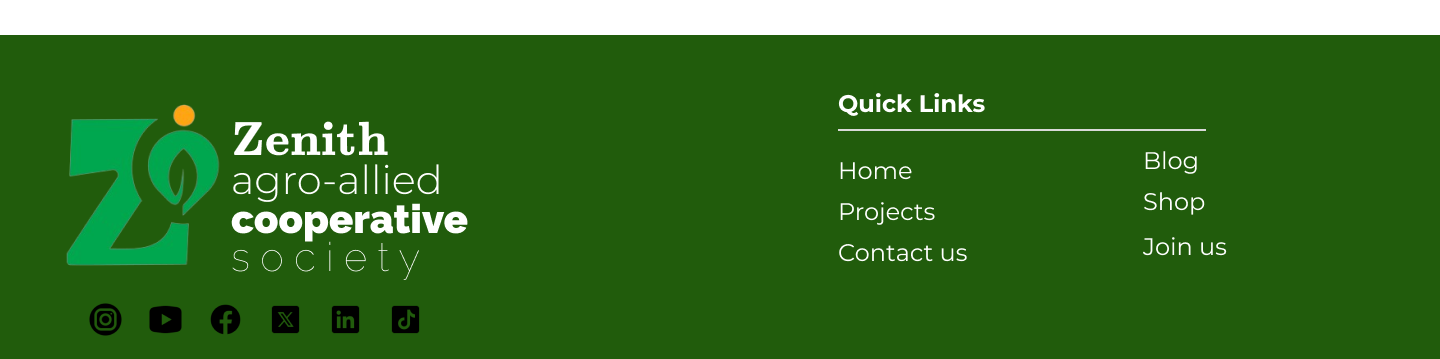 Zenith
agro-allied
cooperative
society
Quick Links
Home
Projects
Contact us
Blog
Shop
Join us